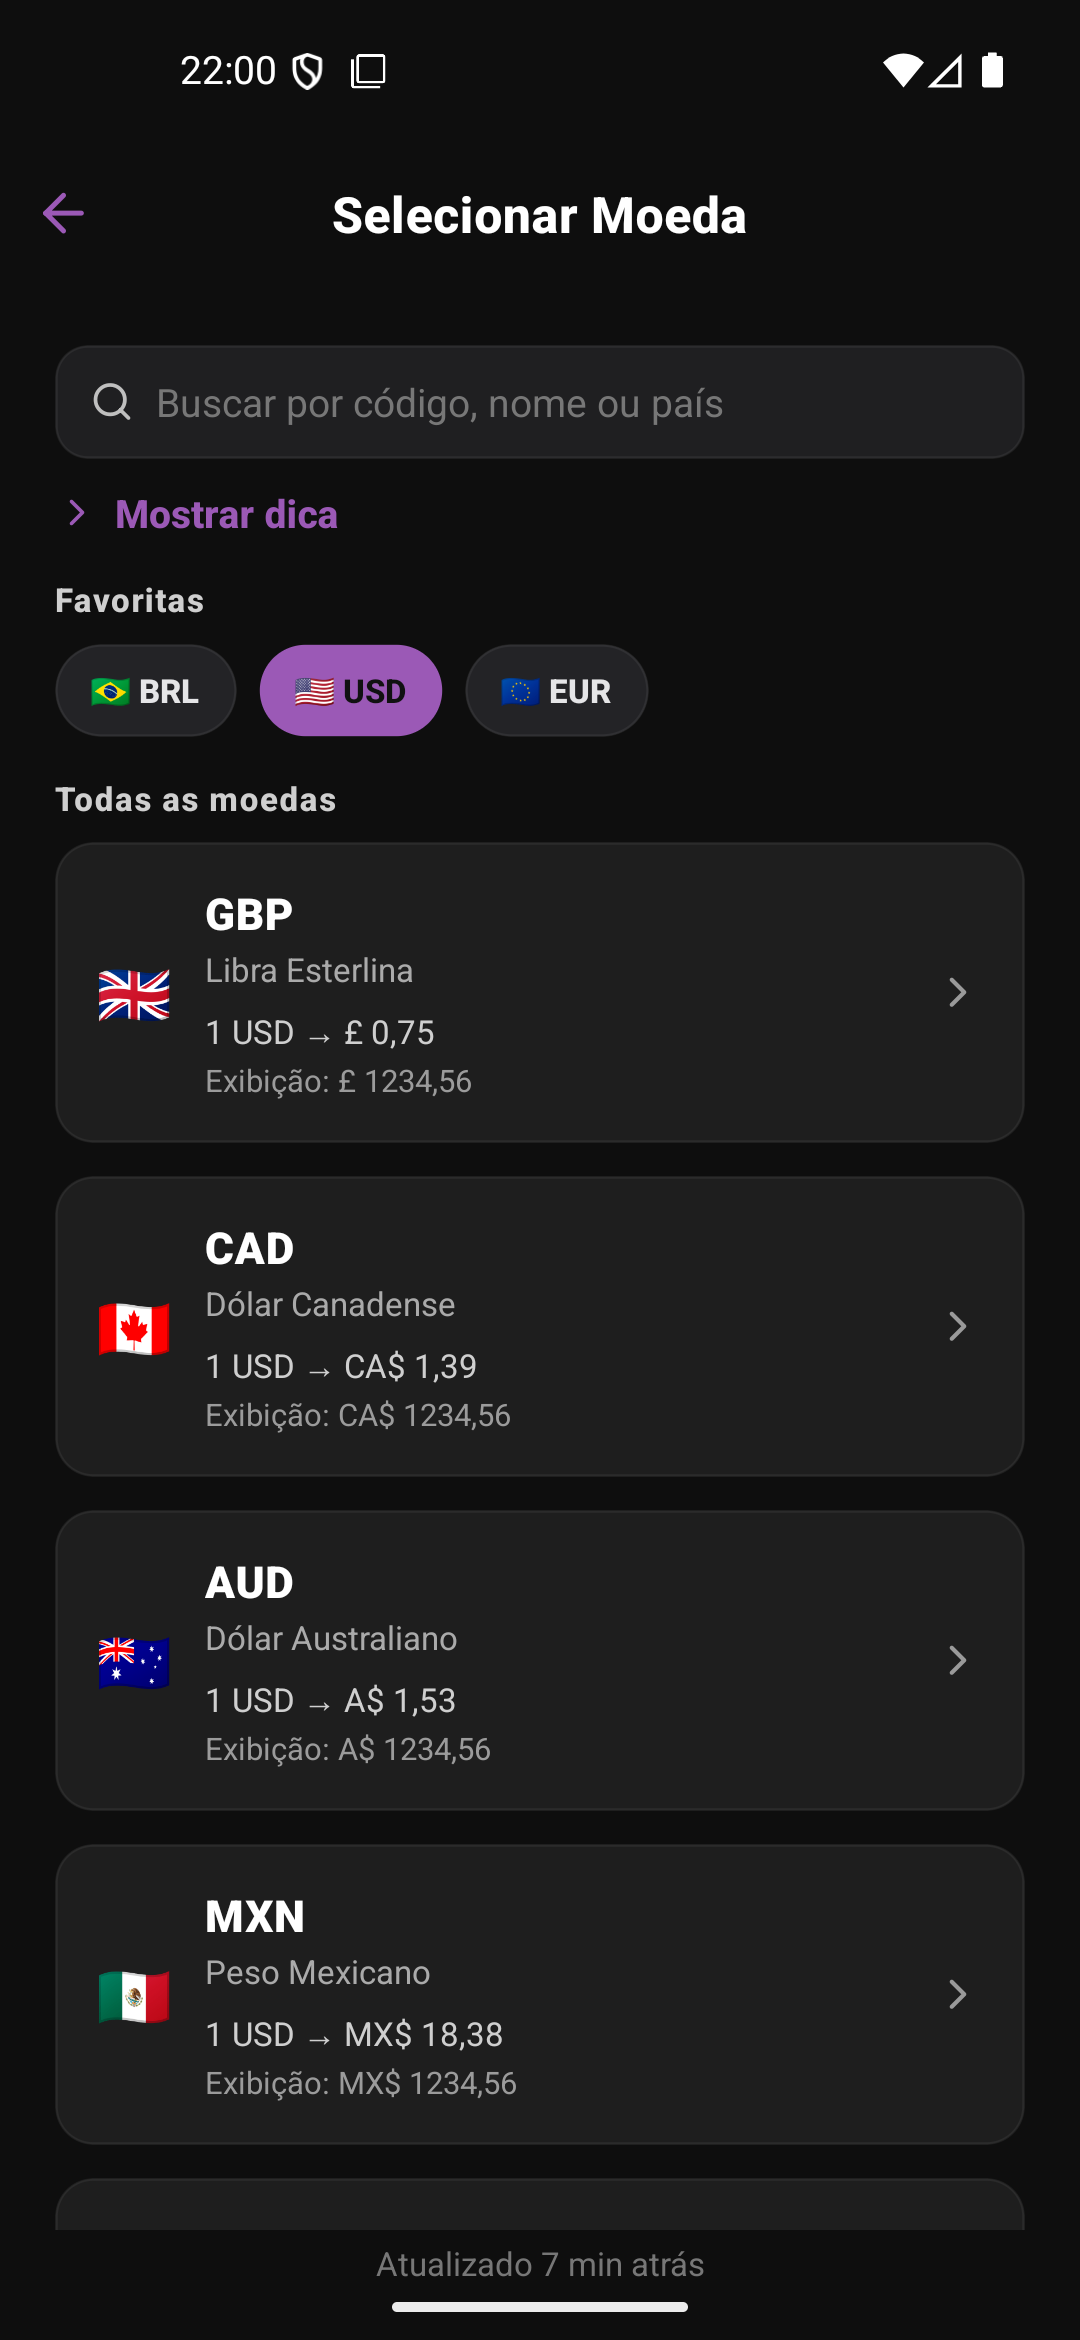 22:00
Selecionar Moeda
Buscar por código, nome ou país
Mostrar dica
Favoritas
BRL
USD
EUR
Todas as moedas
GBP
Libra Esterlina
1 USD → £ 0,75
Exibição: £ 1234,56
CAD
Dólar Canadense
1 USD → CA$ 1,39
Exibição: CA$ 1234,56
AUD
Dólar Australiano
1 USD → A$ 1,53
Exibição: A$ 1234,56
MXN
Peso Mexicano
1 USD → MX$ 18,38
Exibição: MX$ 1234,56
Atualizado 7 min atrás